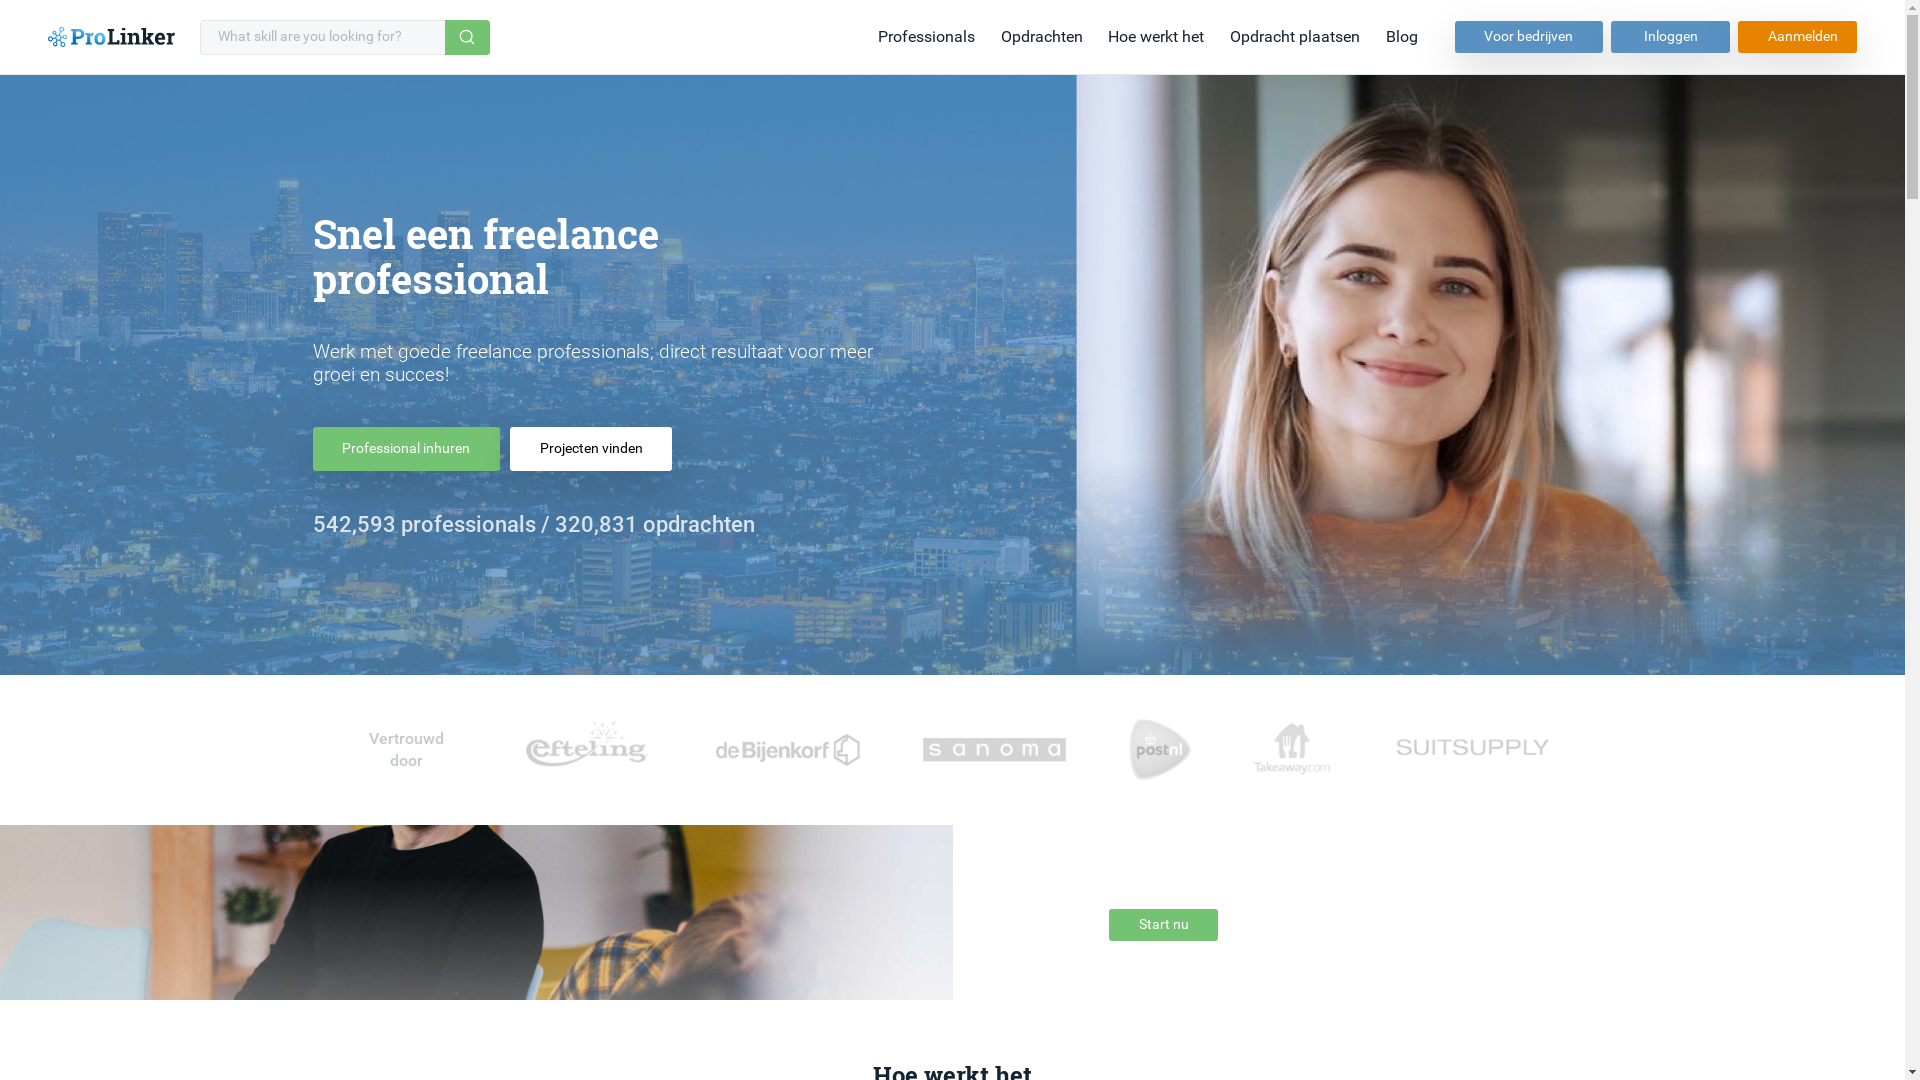 ProLinker
What skill are you looking for?
Professionals
Opdrachten
Hoe werkt het
Opdracht plaatsen
Blog
Voor bedrijven
Inloggen
Aanmelden
Snel een freelance
professional
Werk met goede freelance professionals; direct resultaat voor meer
groei en succes!
Professional inhuren
Projecten vinden
542,593 professionals / 320,831 opdrachten
Vertrouwd
door
efteling
de Bijenkorf
sanoma
postnl
Takeaway.com
SUITSUPPLY
Start nu
Hoe werkt het